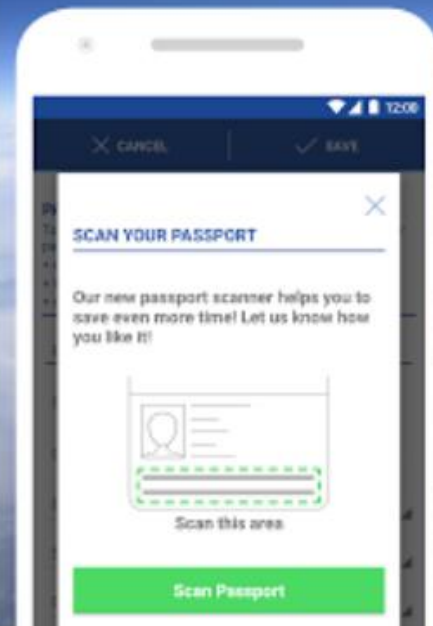 12:00
CANCEL
SAVE
SCAN YOUR PASSPORT
Our new passport scanner helps you to
save even more time! Let us know how
you like it!
Scan this area
Scan Passport